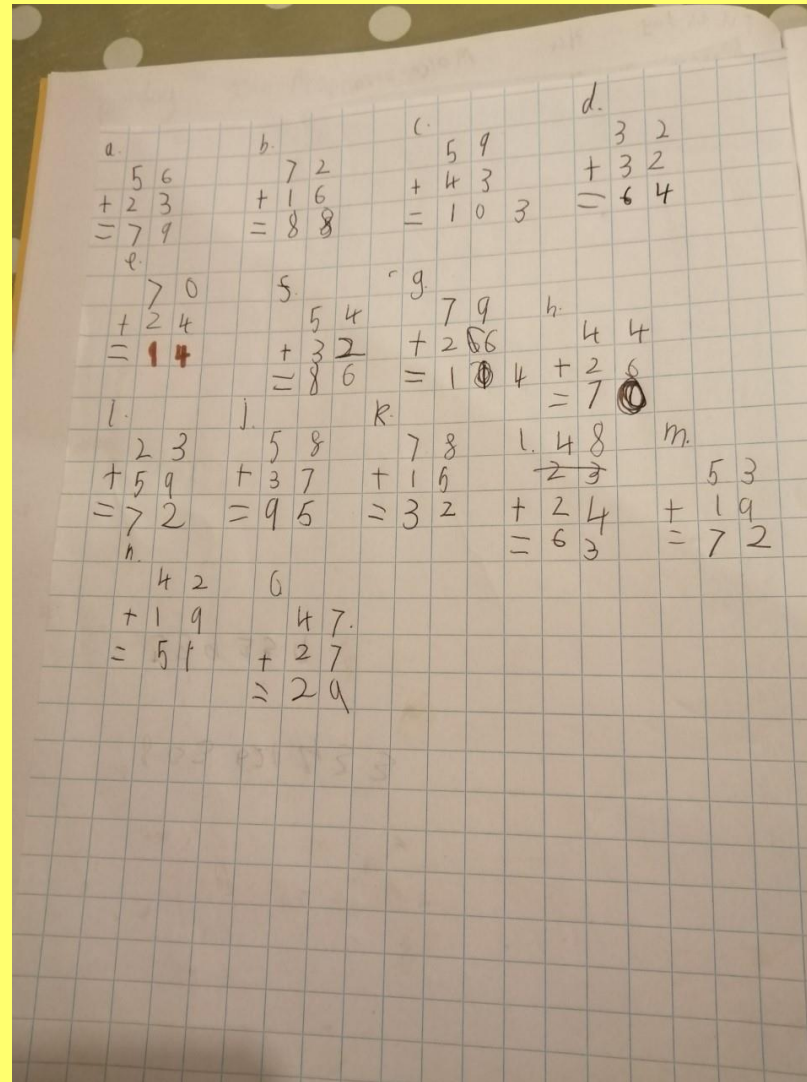 a. b. c. d.
5 6 7 2 5 9 3 2
+ 2 3 + 1 6 + 4 3 + 3 2
= 7 9 = 8 8 = 1 0 3 = 6 4
e. f. g. h.
7 0 5 4 7 9 4 4
+ 2 4 + 3 2 + 2 6 + 2 6
= 1 4 = 8 6 = 1 0 4 = 7 0
i. j. k. l. m.
2 3 5 8 7 8 4 8 5 3
2 3
+ 5 9 + 3 7 + 1 5 + 2 4 + 1 9
= 7 2 = 9 5 = 3 2 = 6 3 = 7 2
n. o
4 2 4 7.
+ 1 9 + 2 7
= 5 1 = 2 9